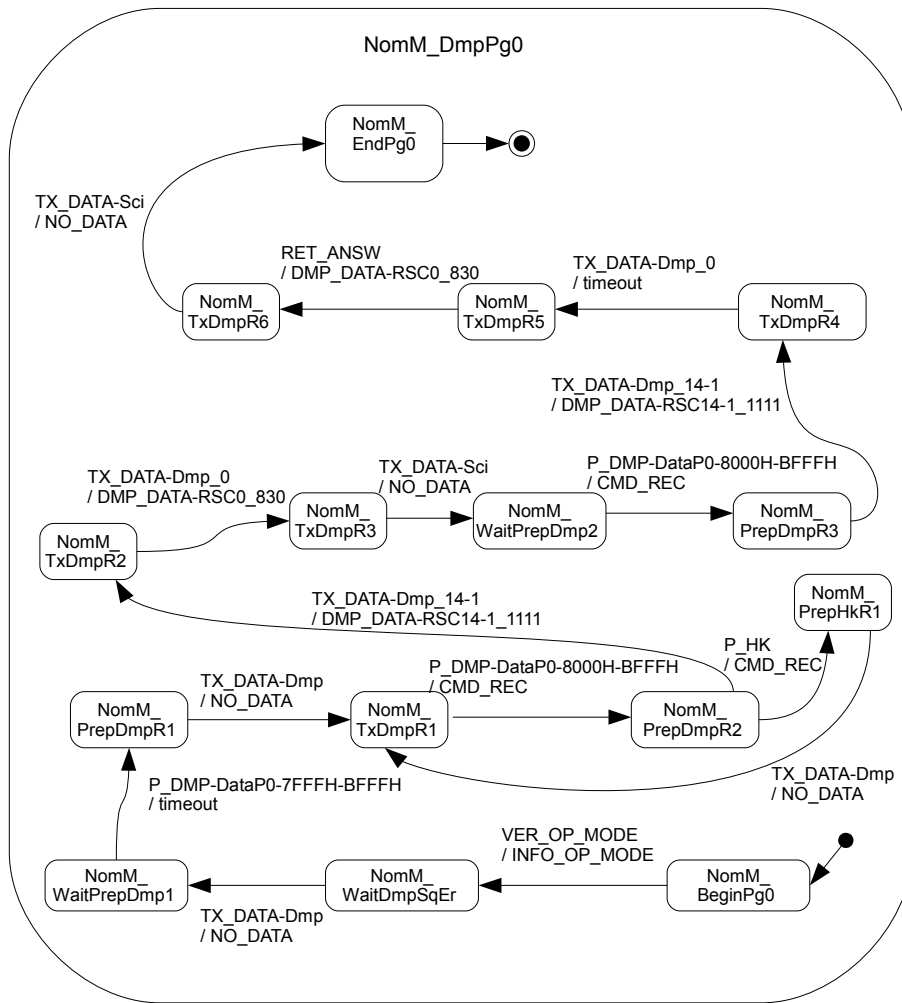 NomM_DmpPg0
NomM_
EndPg0
TX_DATA-Sci
/ NO_DATA
RET_ANSW
/ DMP_DATA-RSC0_830
TX_DATA-Dmp_0
/ timeout
NomM_
TxDmpR6
NomM_
TxDmpR5
NomM_
TxDmpR4
TX_DATA-Dmp_14-1
/ DMP_DATA-RSC14-1_1111
TX_DATA-Dmp_0
/ DMP_DATA-RSC0_830
TX_DATA-Sci
/ NO_DATA
P_DMP-DataP0-8000H-BFFFH
/ CMD_REC
NomM_
TxDmpR2
NomM_
TxDmpR3
NomM_
WaitPrepDmp2
NomM_
PrepDmpR3
TX_DATA-Dmp_14-1
/ DMP_DATA-RSC14-1_1111
NomM_
PrepHkR1
TX_DATA-Dmp
/ NO_DATA
P_DMP-DataP0-8000H-BFFFH
/ CMD_REC
P_HK
/ CMD_REC
NomM_
PrepDmpR1
NomM_
TxDmpR1
NomM_
PrepDmpR2
P_DMP-DataP0-7FFFH-BFFFH
/ timeout
TX_DATA-Dmp
/ NO_DATA
VER_OP_MODE
/ INFO_OP_MODE
NomM_
WaitPrepDmp1
NomM_
WaitDmpSqEr
NomM_
BeginPg0
TX_DATA-Dmp
/ NO_DATA